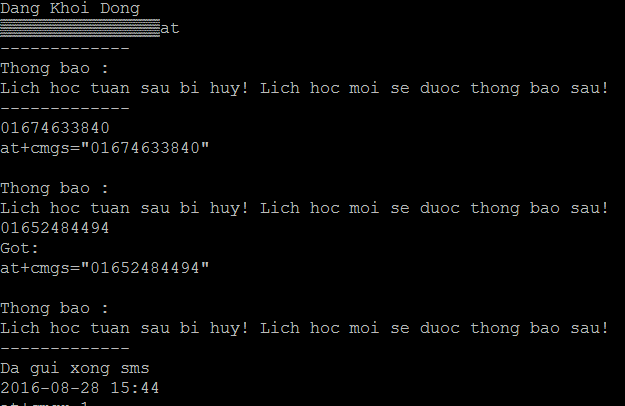 Dang Khoi Dong
▒▒▒▒▒▒▒▒▒▒▒▒▒▒▒▒at
-------------
Thong bao :
Lich hoc tuan sau bi huy! Lich hoc moi se duoc thong bao sau!
-------------
01674633840
at+cmgs="01674633840"
Thong bao :
Lich hoc tuan sau bi huy! Lich hoc moi se duoc thong bao sau!
01652484494
Got:
at+cmgs="01652484494"
Thong bao :
Lich hoc tuan sau bi huy! Lich hoc moi se duoc thong bao sau!
-------------
Da gui xong sms
2016-08-28 15:44